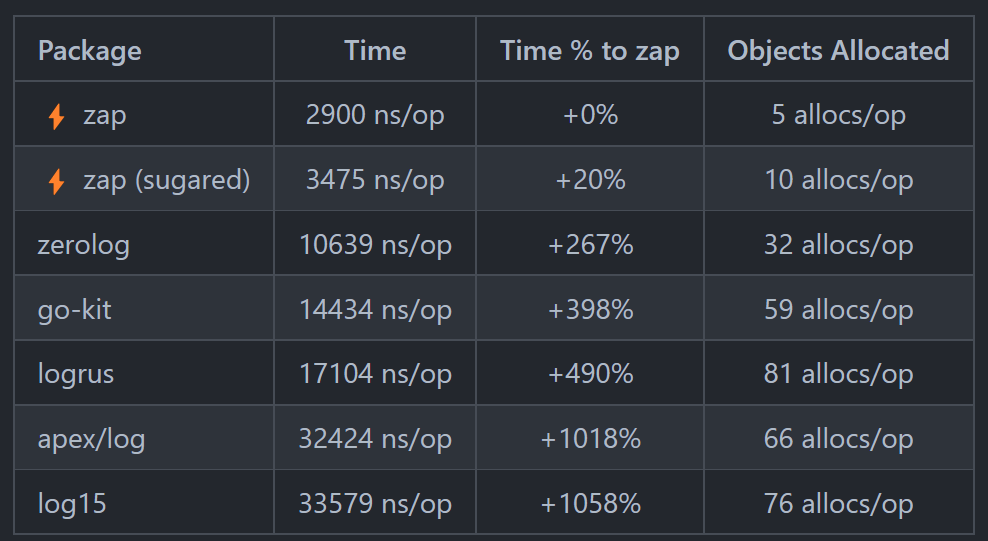 Package Time Time % to zap Objects Allocated
⚡ zap 2900 ns/op +0% 5 allocs/op
⚡ zap (sugared) 3475 ns/op +20% 10 allocs/op
zerolog 10639 ns/op +267% 32 allocs/op
go-kit 14434 ns/op +398% 59 allocs/op
logrus 17104 ns/op +490% 81 allocs/op
apex/log 32424 ns/op +1018% 66 allocs/op
log15 33579 ns/op +1058% 76 allocs/op